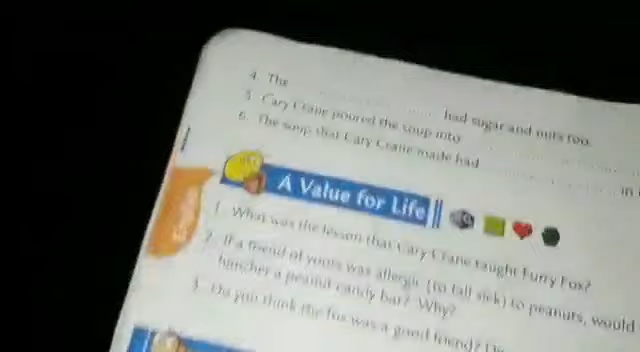 4. The ........................ had sugar and nuts too.
5. Cary Crane poured the soup into
6. The soup that Cary Crane made had ........................ in
A Value for Life
1. What was the lesson that Cary Crane taught Furry Fox?
2. If a friend of yours was allergic (to fall sick) to peanuts, would
him/her a peanut candy bar? Why?
3. Do you think the fox was a good friend?